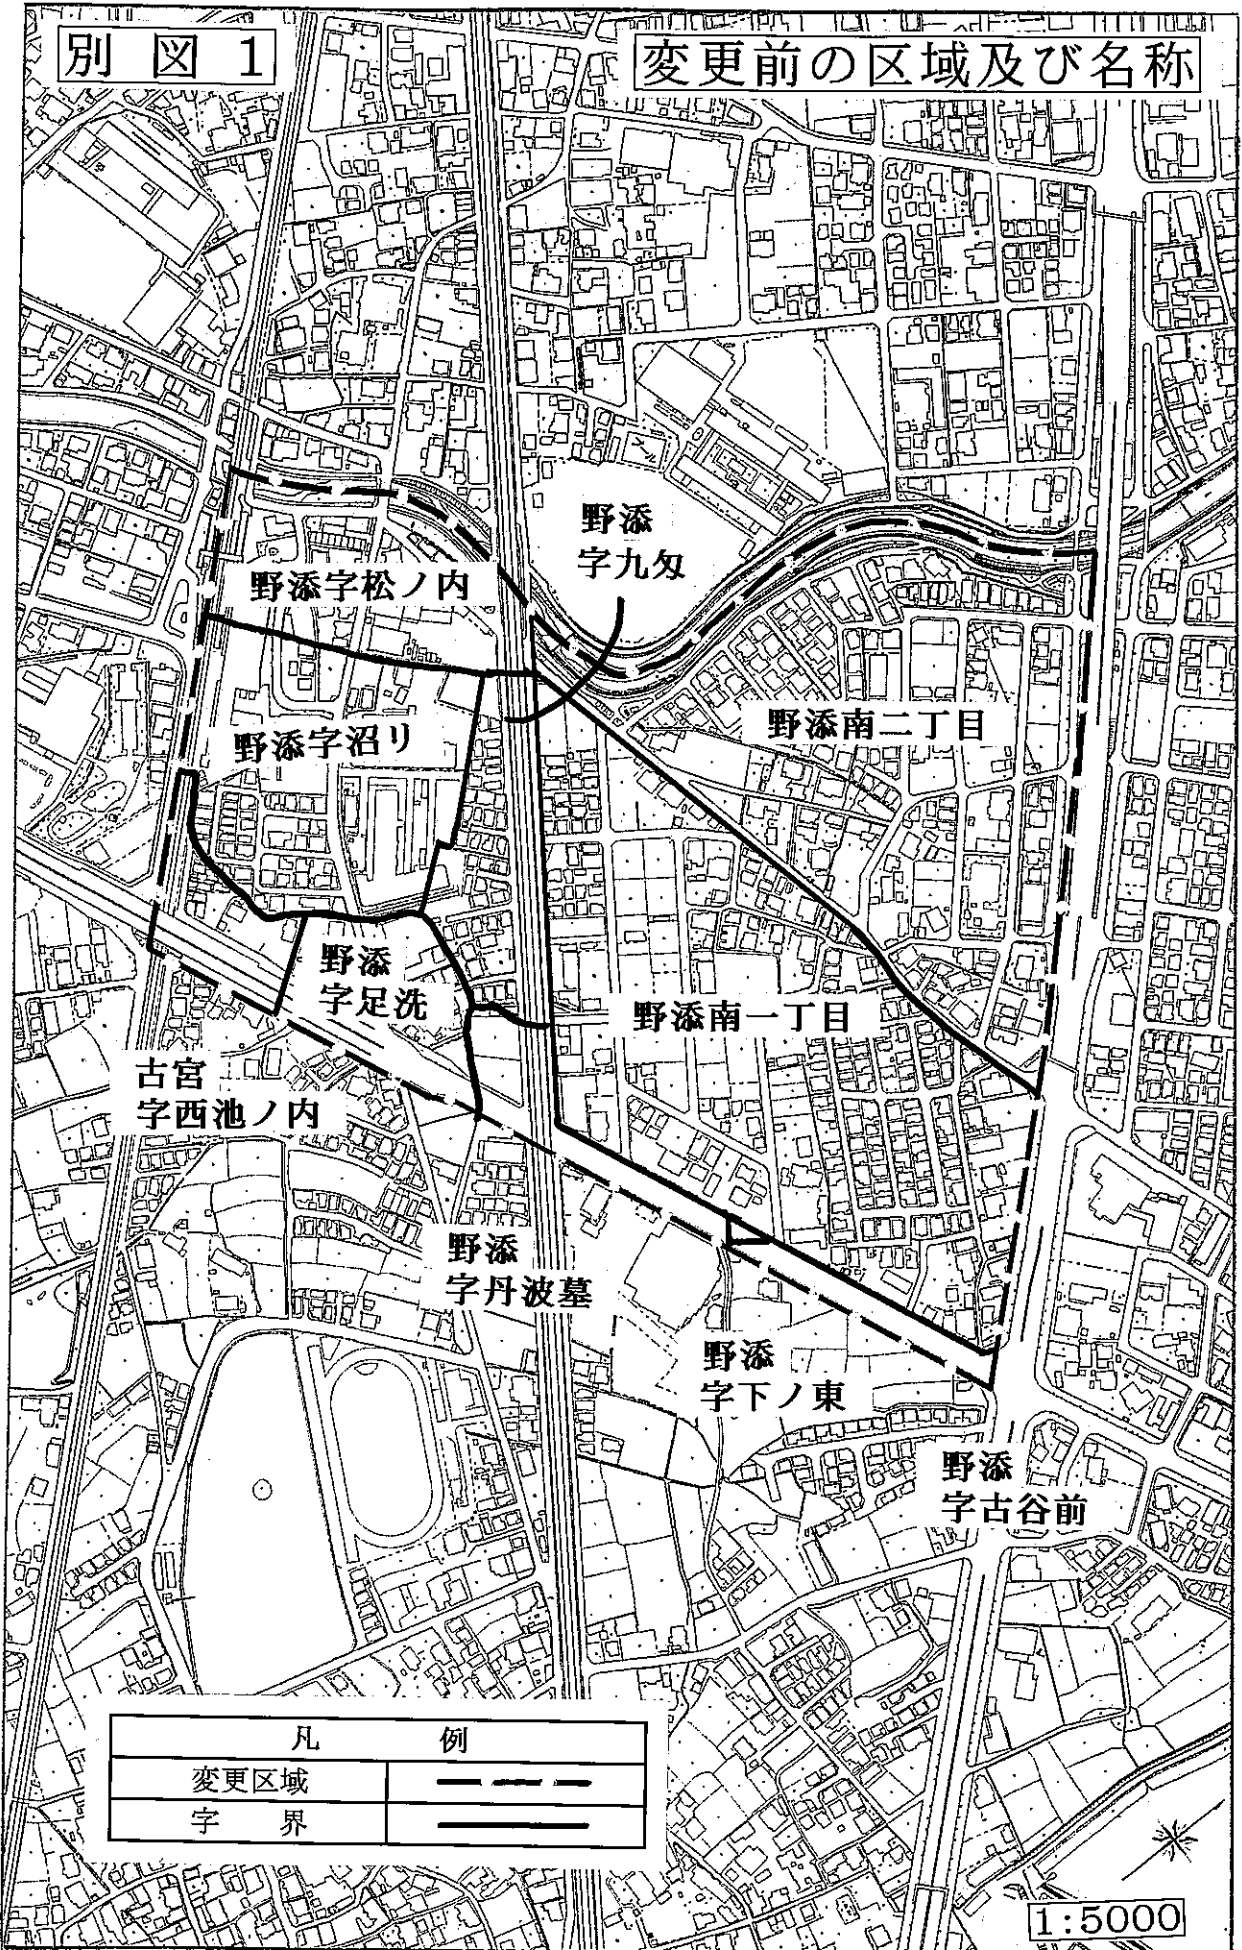 別図1
変更前の区域及び名称
野添
字九匁
野添字松ノ内
野添字沼リ
野添南二丁目
野添
字足洗
野添南一丁目
古宮
字西池ノ内
野添
字丹波墓
野添
字下ノ東
野添
字古谷前
凡例
変更区域
字界
1:5000